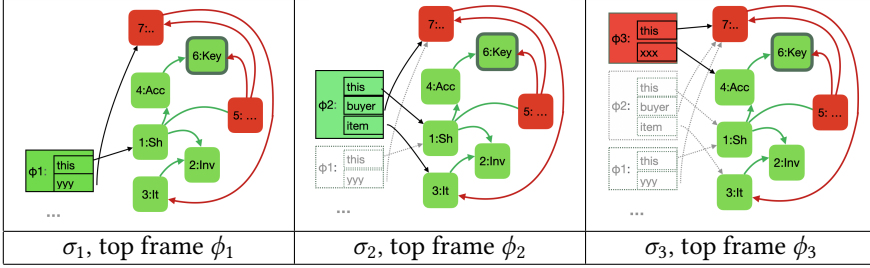 7:..
6:Key
4:Acc
5: ...
1:Sh
2:Inv
3:It
ϕ1:
this
yyy
...
σ1, top frame ϕ1
7:..
6:Key
4:Acc
5: ...
1:Sh
2:Inv
3:It
ϕ2:
this
buyer
item
ϕ1:
this
yyy
...
σ2, top frame ϕ2
ϕ3:
this
xxx
7:..
6:Key
4:Acc
5: ...
1:Sh
2:Inv
3:It
ϕ2:
this
buyer
item
ϕ1:
this
yyy
...
σ3, top frame ϕ3